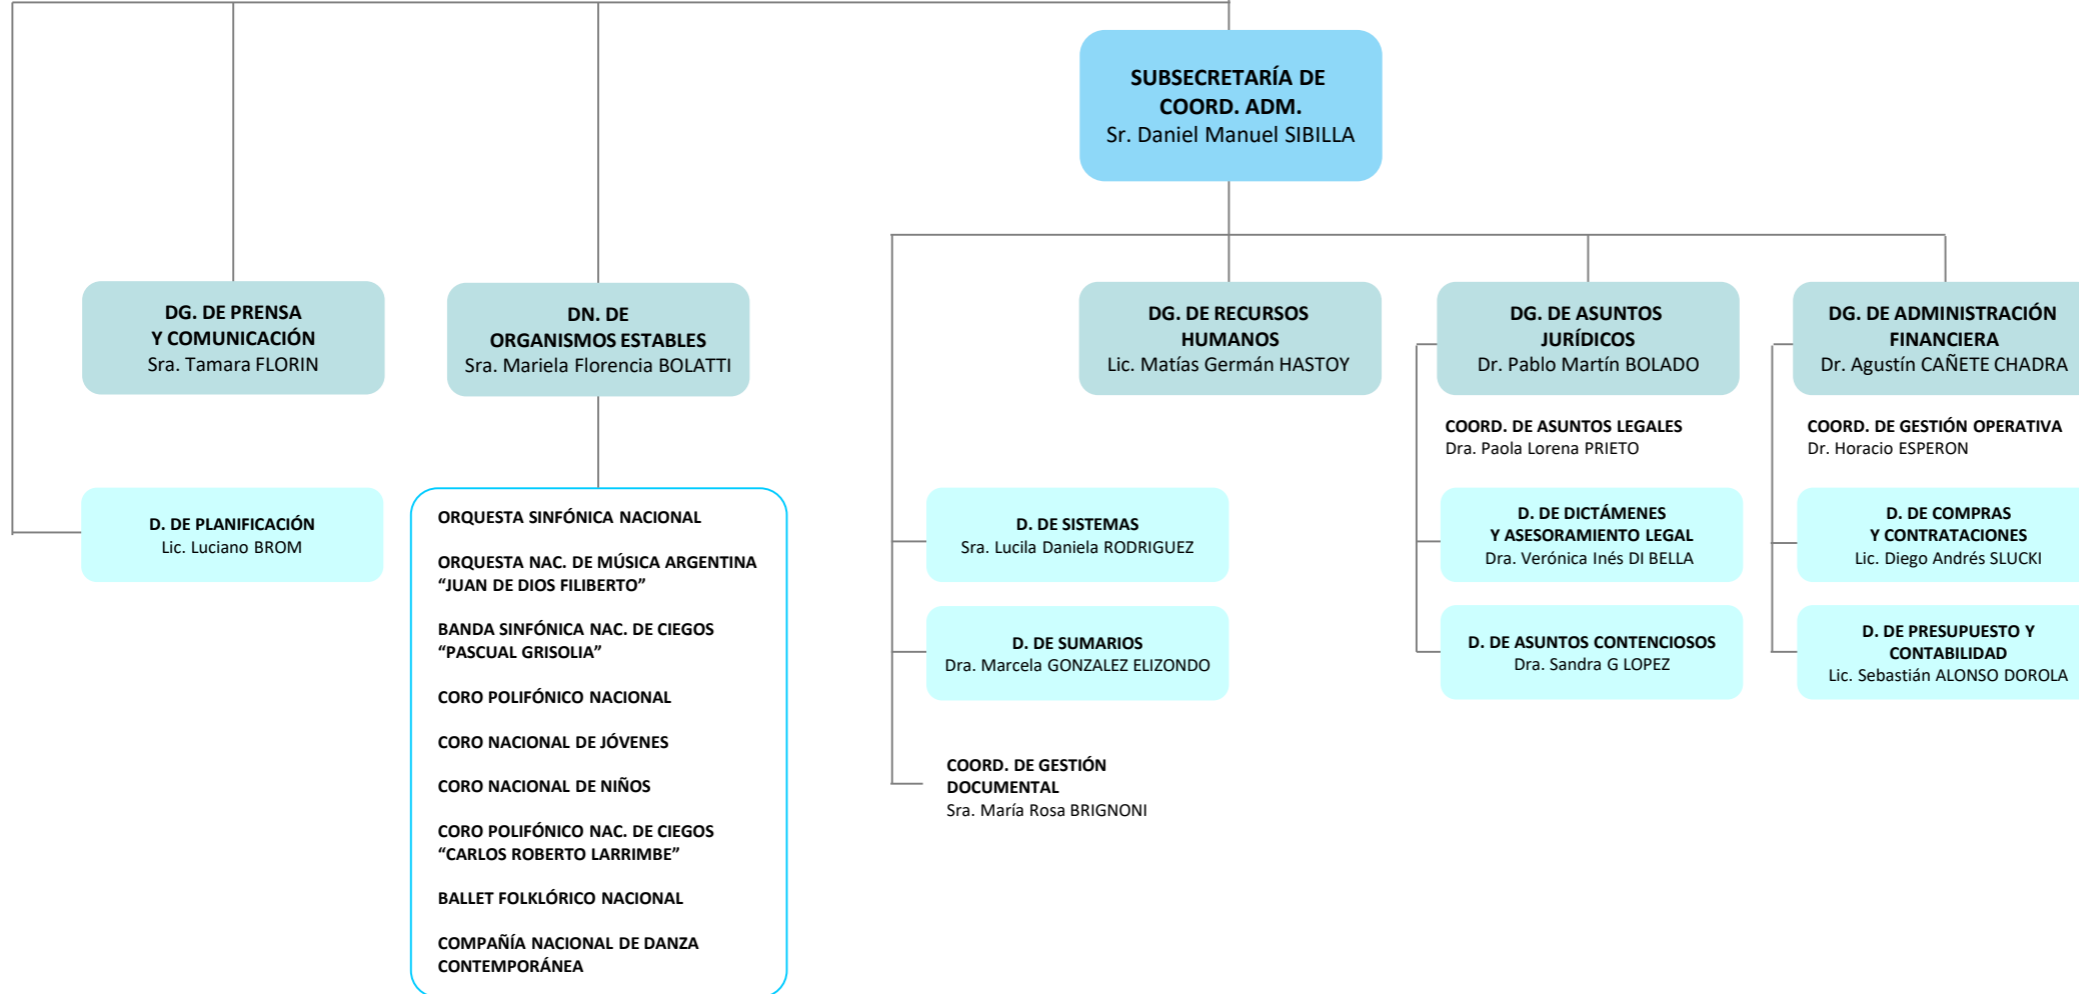 SUBSECRETARÍA DE
COORD. ADM.
Sr. Daniel Manuel SIBILLA
DG. DE PRENSA
Y COMUNICACIÓN
Sra. Tamara FLORIN
DN. DE
ORGANISMOS ESTABLES
Sra. Mariela Florencia BOLATTI
DG. DE RECURSOS
HUMANOS
Lic. Matías Germán HASTOY
DG. DE ASUNTOS
JURÍDICOS
Dr. Pablo Martín BOLADO
DG. DE ADMINISTRACIÓN
FINANCIERA
Dr. Agustín CAÑETE CHADRA
COORD. DE ASUNTOS LEGALES
Dra. Paola Lorena PRIETO
COORD. DE GESTIÓN OPERATIVA
Dr. Horacio ESPERON
D. DE PLANIFICACIÓN
Lic. Luciano BROM
ORQUESTA SINFÓNICA NACIONAL
ORQUESTA NAC. DE MÚSICA ARGENTINA
“JUAN DE DIOS FILIBERTO”
BANDA SINFÓNICA NAC. DE CIEGOS
“PASCUAL GRISOLIA”
CORO POLIFÓNICO NACIONAL
CORO NACIONAL DE JÓVENES
CORO NACIONAL DE NIÑOS
CORO POLIFÓNICO NAC. DE CIEGOS
“CARLOS ROBERTO LARRIMBE”
BALLET FOLKLÓRICO NACIONAL
COMPAÑÍA NACIONAL DE DANZA
CONTEMPORÁNEA
D. DE SISTEMAS
Sra. Lucila Daniela RODRIGUEZ
D. DE SUMARIOS
Dra. Marcela GONZALEZ ELIZONDO
COORD. DE GESTIÓN
DOCUMENTAL
Sra. María Rosa BRIGNONI
D. DE DICTÁMENES
Y ASESORAMIENTO LEGAL
Dra. Verónica Inés DI BELLA
D. DE ASUNTOS CONTENCIOSOS
Dra. Sandra G LOPEZ
D. DE COMPRAS
Y CONTRATACIONES
Lic. Diego Andrés SLUCKI
D. DE PRESUPUESTO Y
CONTABILIDAD
Lic. Sebastián ALONSO DOROLA